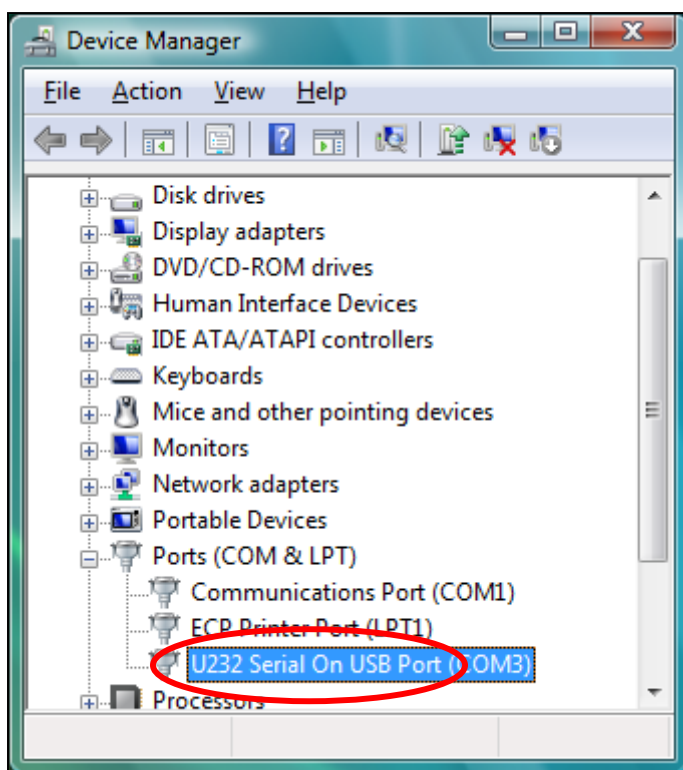 Device Manager
File Action View Help
Disk drives
Display adapters
DVD/CD-ROM drives
Human Interface Devices
IDE ATA/ATAPI controllers
Keyboards
Mice and other pointing devices
Monitors
Network adapters
Portable Devices
Ports (COM & LPT)
Communications Port (COM1)
ECP Printer Port (LPT1)
U232 Serial On USB Port (COM3)
Processors